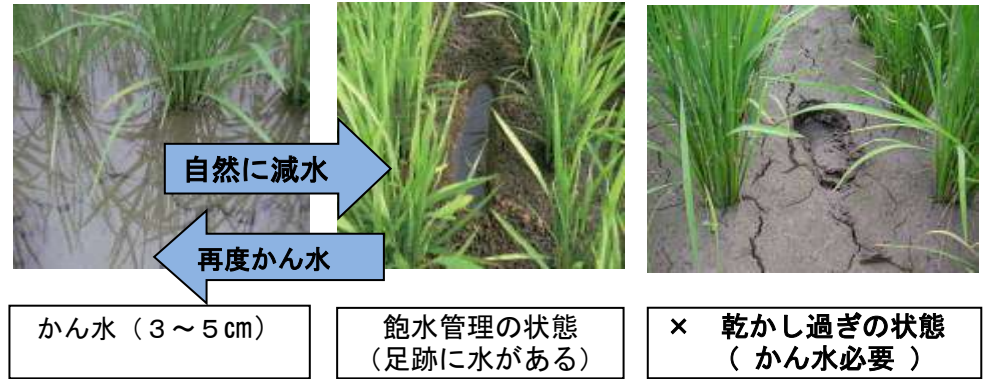 自然に減水
再度かん水
かん水（３～５㎝）
飽水管理の状態
（足跡に水がある）
× 乾かし過ぎの状態
（ かん水必要 ）